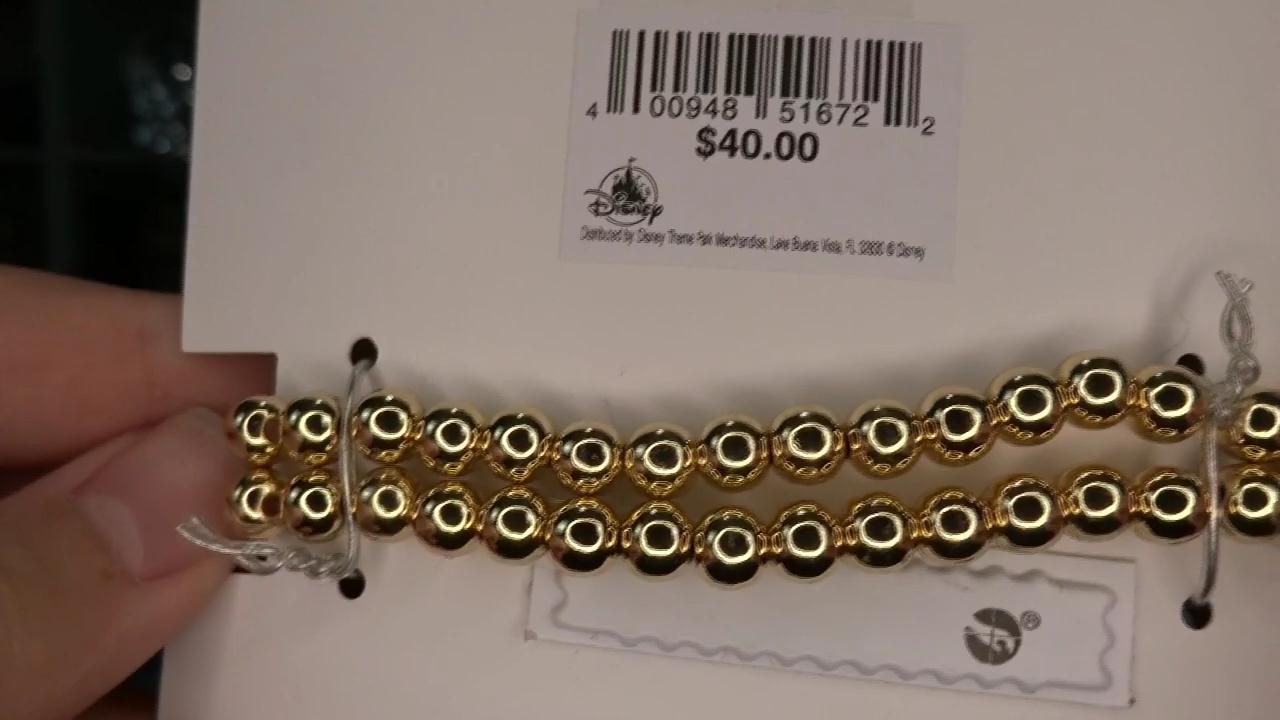 4 00948 51672 2
$40.00
Disney
Distributed by Disney Theme Park Merchandise, Lake Buena Vista, FL 32830 © Disney
®